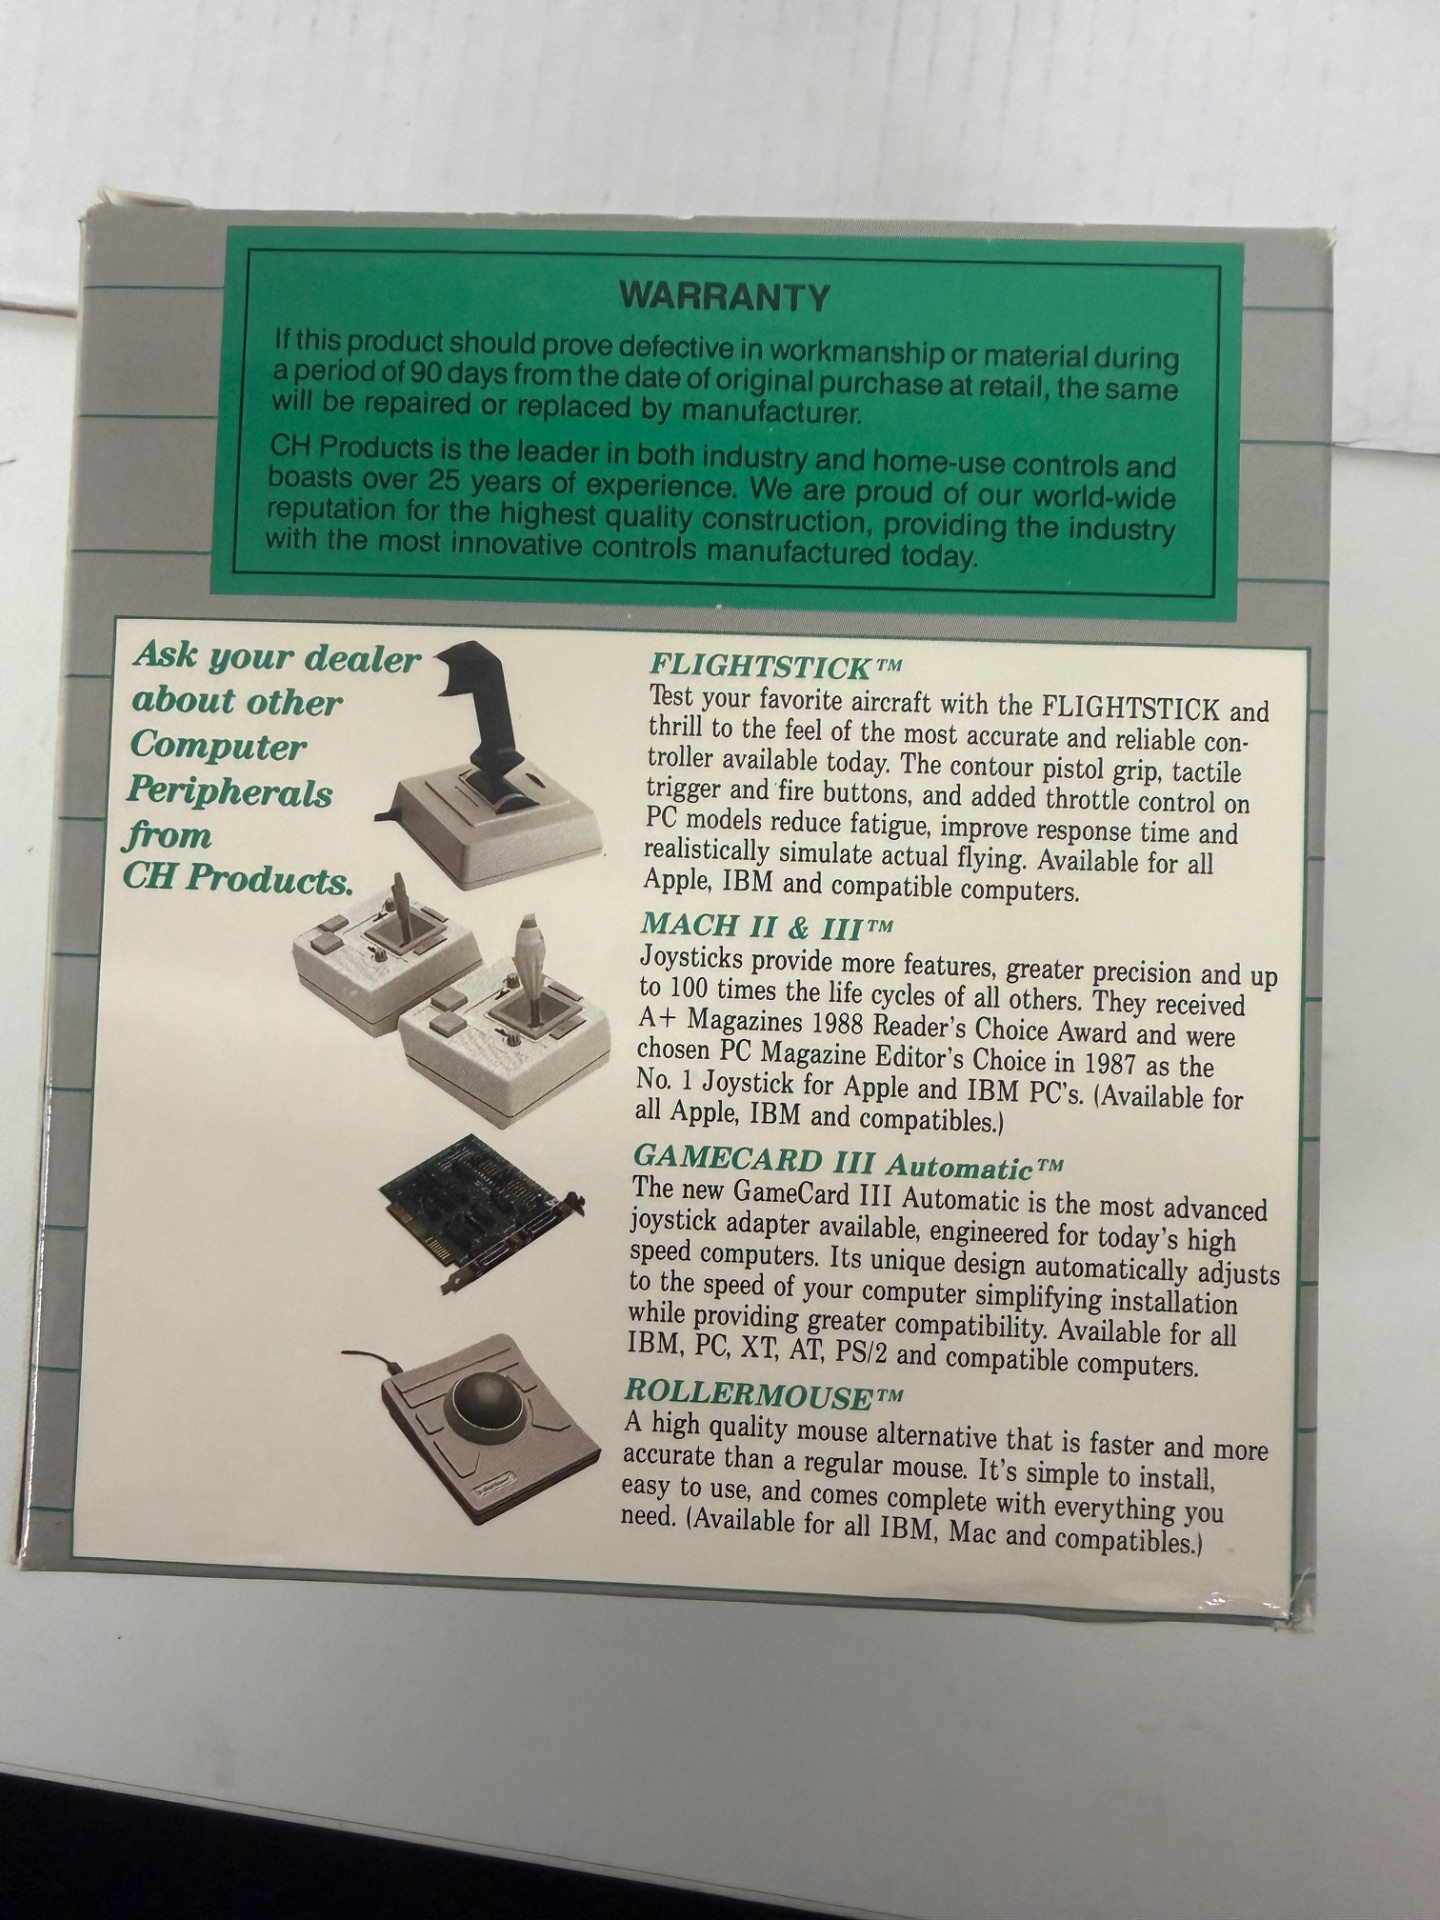 WARRANTY
If this product should prove defective in workmanship or material during
a period of 90 days from the date of original purchase at retail, the same
will be repaired or replaced by manufacturer.
CH Products is the leader in both industry and home-use controls and
boasts over 25 years of experience. We are proud of our world-wide
reputation for the highest quality construction, providing the industry
with the most innovative controls manufactured today.
Ask your dealer
about other
Computer
Peripherals
from
CH Products.
FLIGHTSTICK™
Test your favorite aircraft with the FLIGHTSTICK and
thrill to the feel of the most accurate and reliable con-
troller available today. The contour pistol grip, tactile
trigger and fire buttons, and added throttle control on
PC models reduce fatigue, improve response time and
realistically simulate actual flying. Available for all
Apple, IBM and compatible computers.
MACH II & III™
Joysticks provide more features, greater precision and up
to 100 times the life cycles of all others. They received
A+ Magazines 1988 Reader's Choice Award and were
chosen PC Magazine Editor's Choice in 1987 as the
No. 1 Joystick for Apple and IBM PC's. (Available for
all Apple, IBM and compatibles.)
GAMECARD III Automatic™
The new GameCard III Automatic is the most advanced
joystick adapter available, engineered for today's high
speed computers. Its unique design automatically adjusts
to the speed of your computer simplifying installation
while providing greater compatibility. Available for all
IBM, PC, XT, AT, PS/2 and compatible computers.
ROLLERMOUSE™
A high quality mouse alternative that is faster and more
accurate than a regular mouse. It's simple to install,
easy to use, and comes complete with everything you
need. (Available for all IBM, Mac and compatibles.)